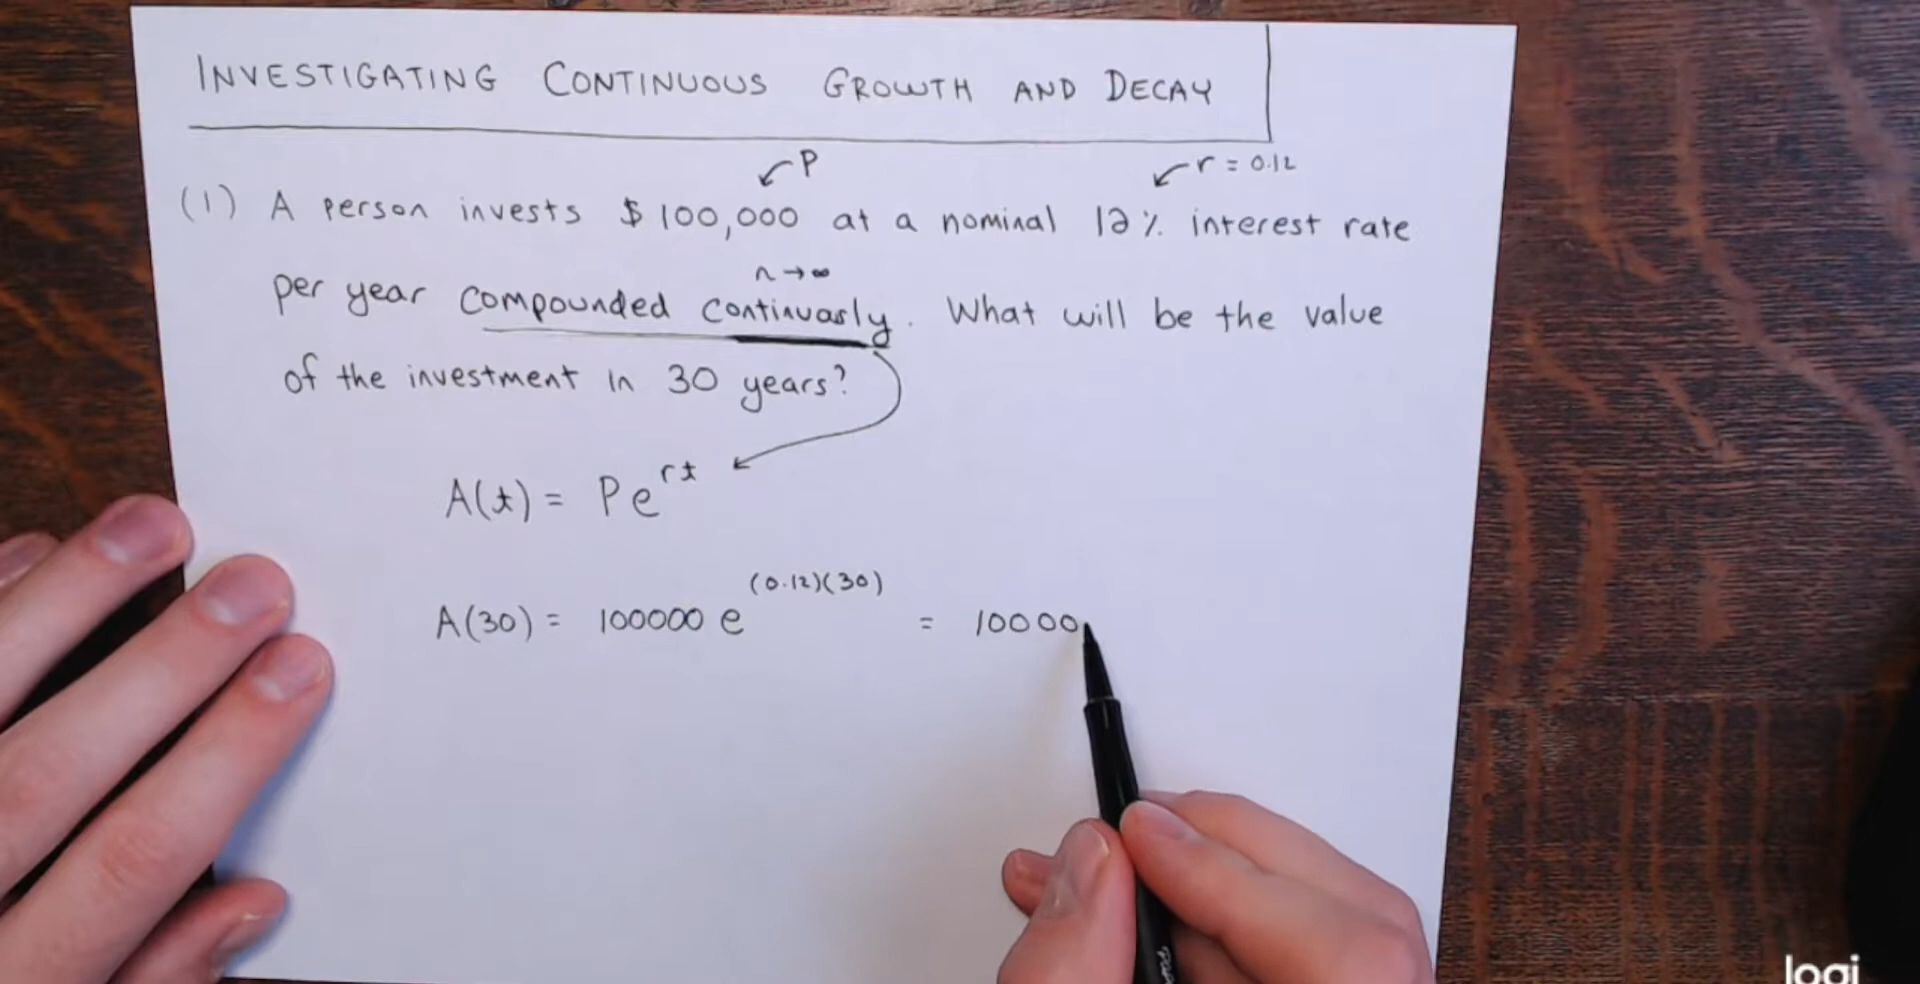 INVESTIGATING CONTINUOUS GROWTH AND DECAY
P
r = 0.12
(1) A person invests $100,000 at a nominal 12% interest rate
n → ∞
per year compounded continuosly. What will be the value
of the investment in 30 years?
A(t) = Pe^rt
(0.12)(30)
A(30) = 100000 e = 10000
logi